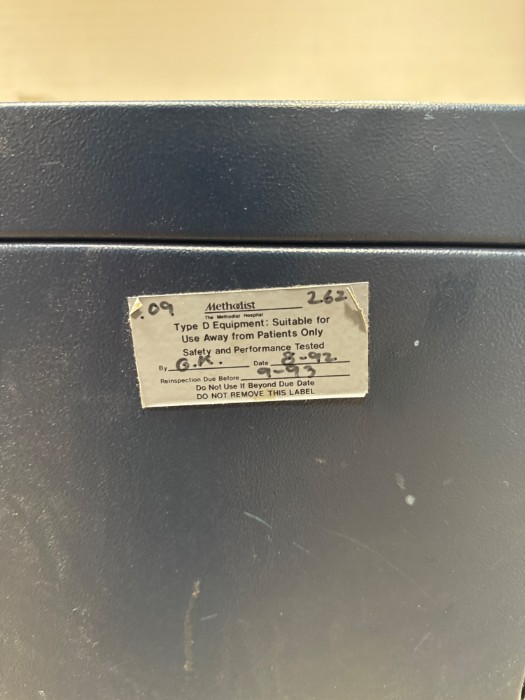 .09 Methodist 262
The Methodist Hospital
Type D Equipment: Suitable for
Use Away from Patients Only
Safety and Performance Tested
By G.K. Date 8-92
Reinspection Due Before 9-93
Do Not Use If Beyond Due Date
DO NOT REMOVE THIS LABEL